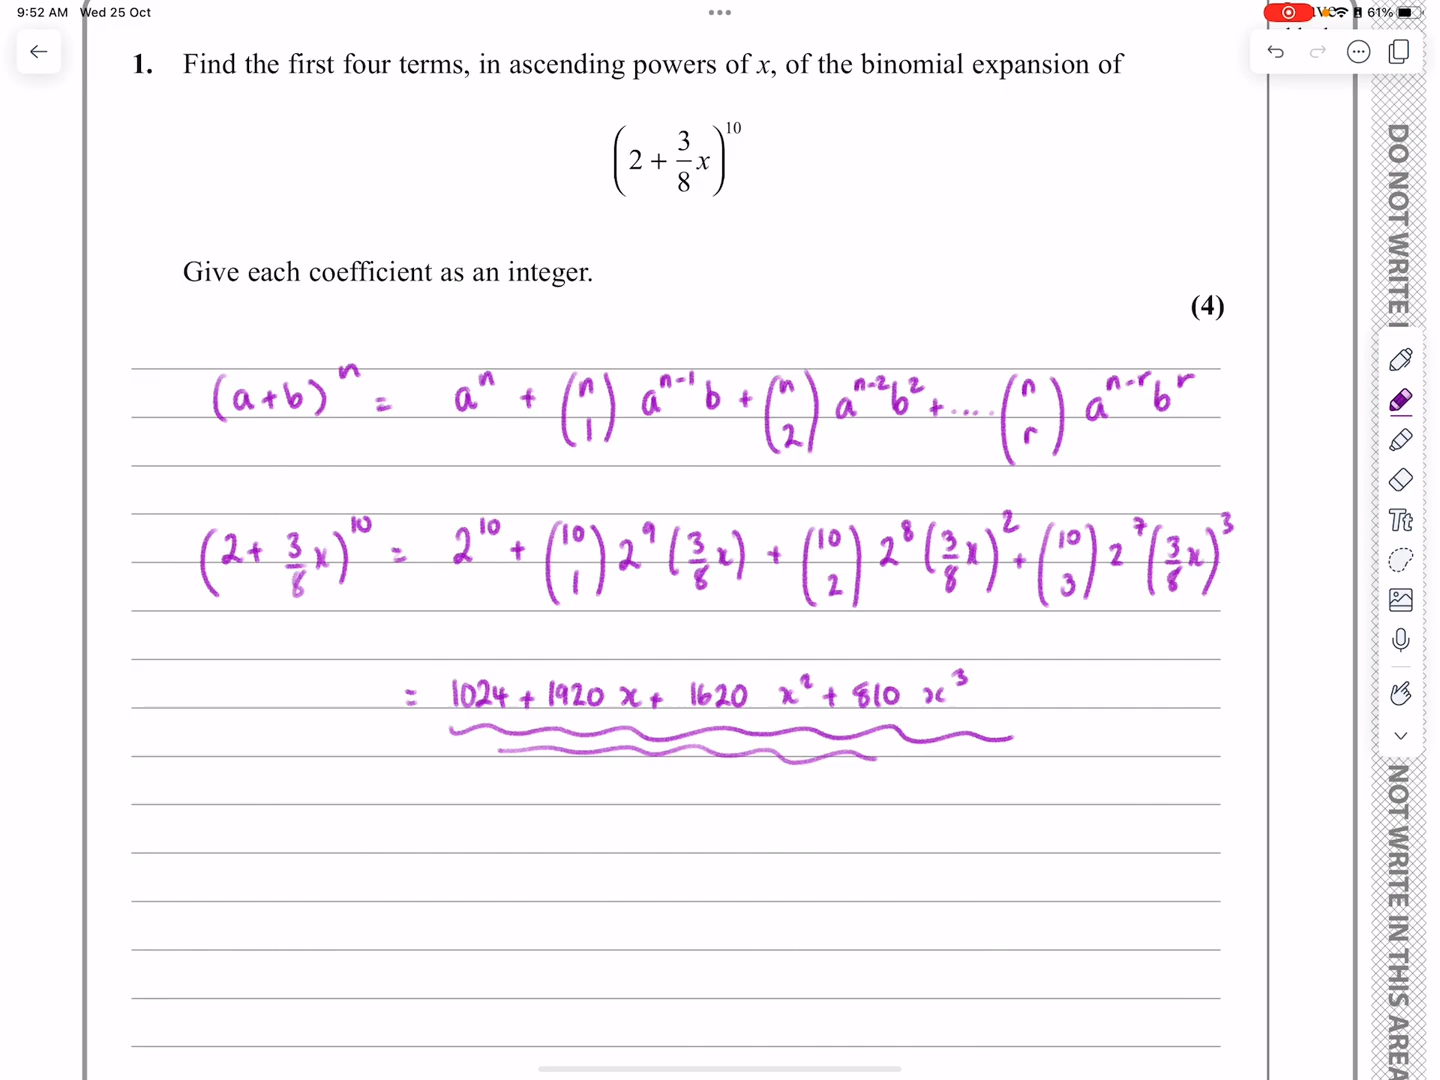 9:52 AM Wed 25 Oct
61%
1. Find the first four terms, in ascending powers of x, of the binomial expansion of
(2 + 3/8 x)^10
Give each coefficient as an integer.
(4)
(a+b)^n = a^n + (n 1) a^(n-1) b + (n 2) a^(n-2) b^2 + .... (n r) a^(n-r) b^r
(2 + 3/8 x)^10 = 2^10 + (10 1) 2^9 (3/8 x) + (10 2) 2^8 (3/8 x)^2 + (10 3) 2^7 (3/8 x)^3
= 1024 + 1920 x + 1620 x^2 + 810 x^3
DO NOT WRITE I
Tt
NOT WRITE IN THIS AREA